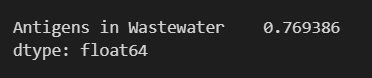 Antigens in Wastewater    0.769386
dtype: float64